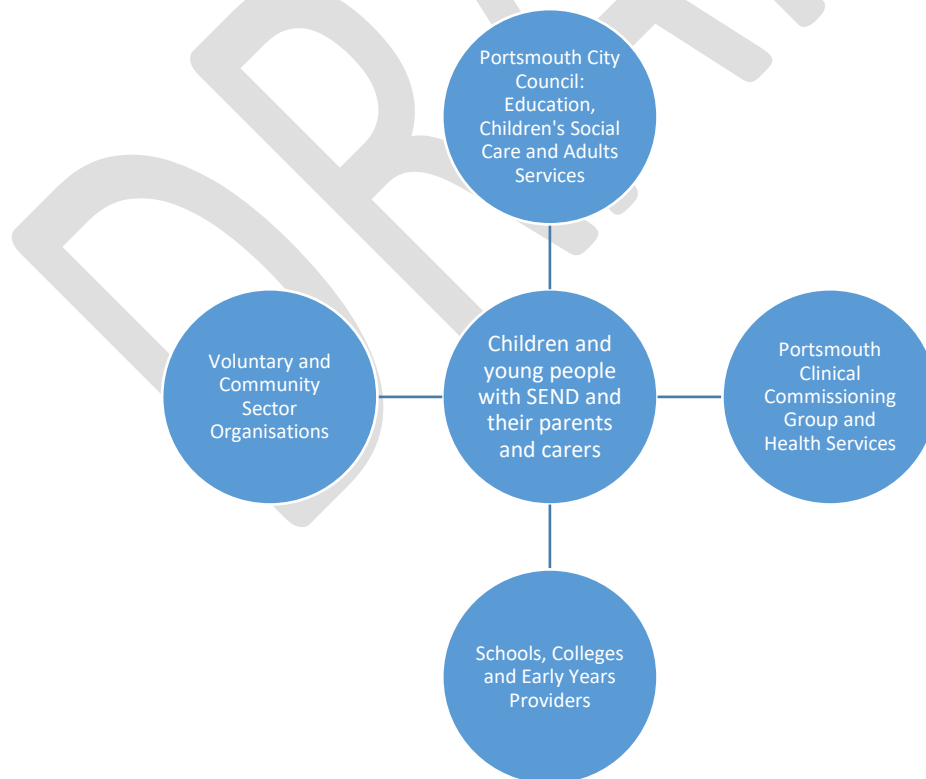 Portsmouth City
Council:
Education,
Children's Social
Care and Adults
Services
Voluntary and
Community
Sector
Organisations
Children and
young people
with SEND and
their parents
and carers
Portsmouth
Clinical
Commissioning
Group and
Health Services
Schools, Colleges
and Early Years
Providers